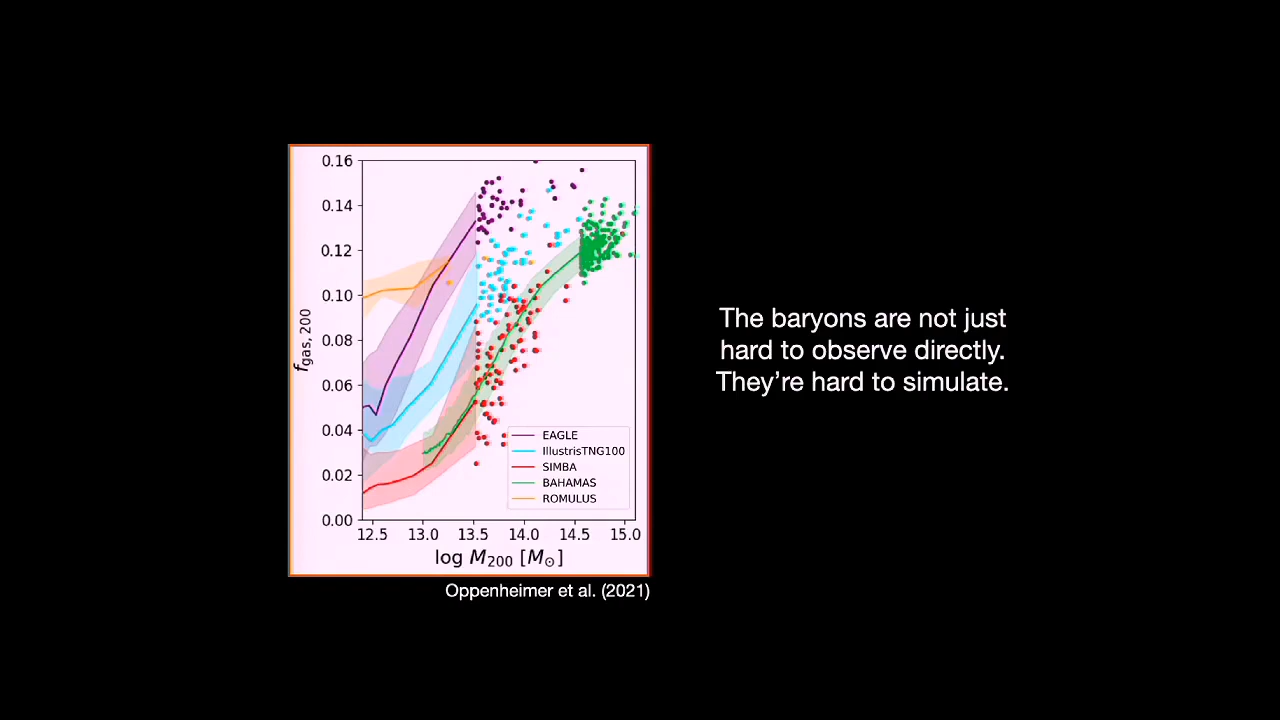 0.16
0.14
0.12
0.10
0.08
0.06
0.04
0.02
0.00
f gas, 200
EAGLE
IllustrisTNG100
SIMBA
BAHAMAS
ROMULUS
12.5 13.0 13.5 14.0 14.5 15.0
log M200 [M⊙]
Oppenheimer et al. (2021)
The baryons are not just
hard to observe directly.
They’re hard to simulate.